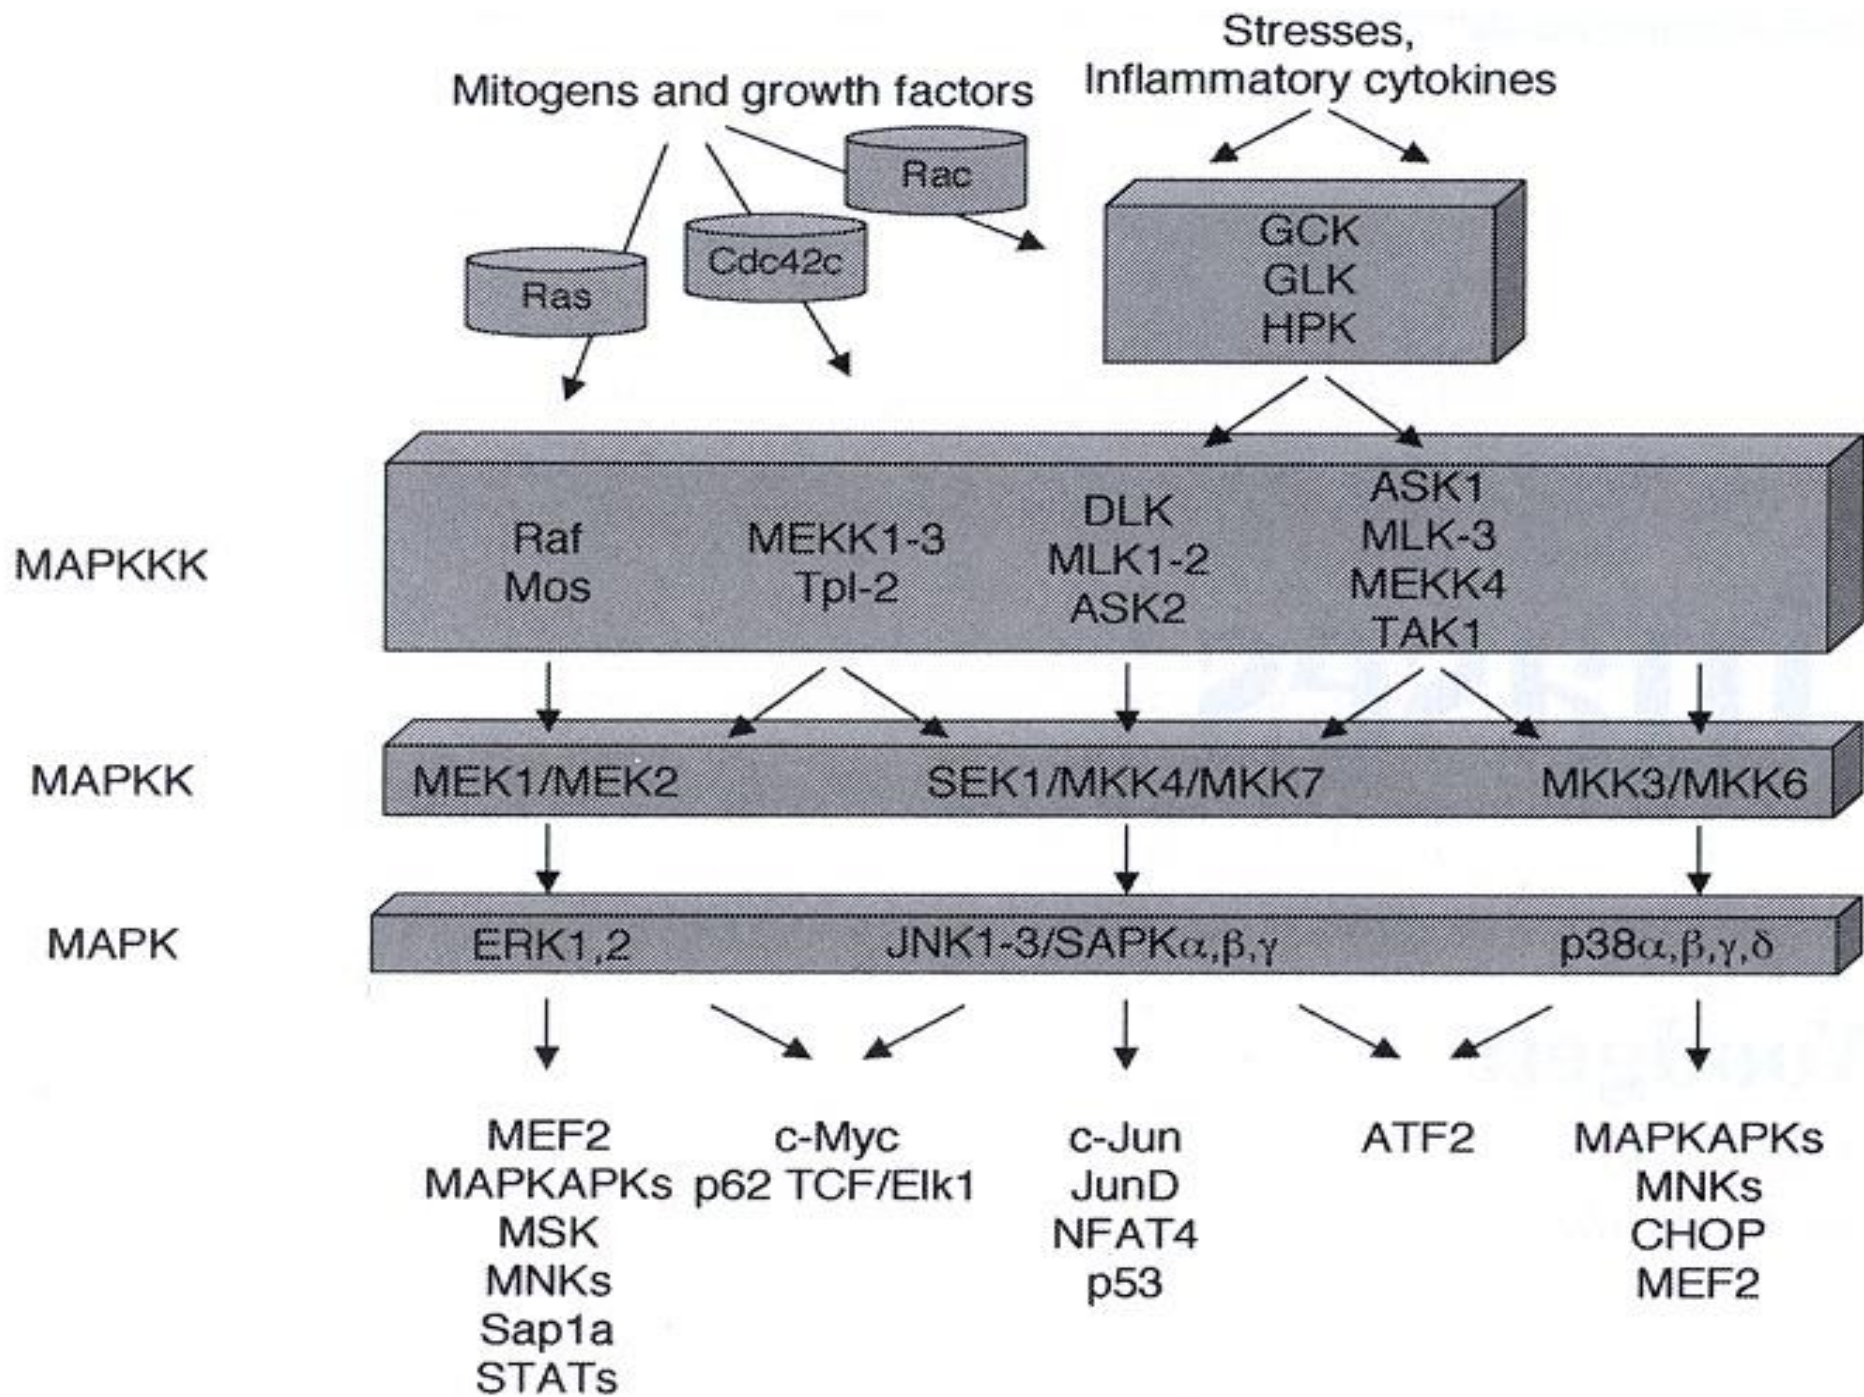 Stresses,
Inflammatory cytokines
Mitogens and growth factors
Rac
Cdc42c
Ras
GCK
GLK
HPK
MAPKKK
Raf
Mos
MEKK1-3
Tpl-2
DLK
MLK1-2
ASK2
ASK1
MLK-3
MEKK4
TAK1
MAPKK
MEK1/MEK2
SEK1/MKK4/MKK7
MKK3/MKK6
MAPK
ERK1,2
JNK1-3/SAPKα,β,γ
p38α,β,γ,δ
MEF2
MAPKAPKs
MSK
MNKs
Sap1a
STATs
c-Myc
p62 TCF/Elk1
c-Jun
JunD
NFAT4
p53
ATF2
MAPKAPKs
MNKs
CHOP
MEF2